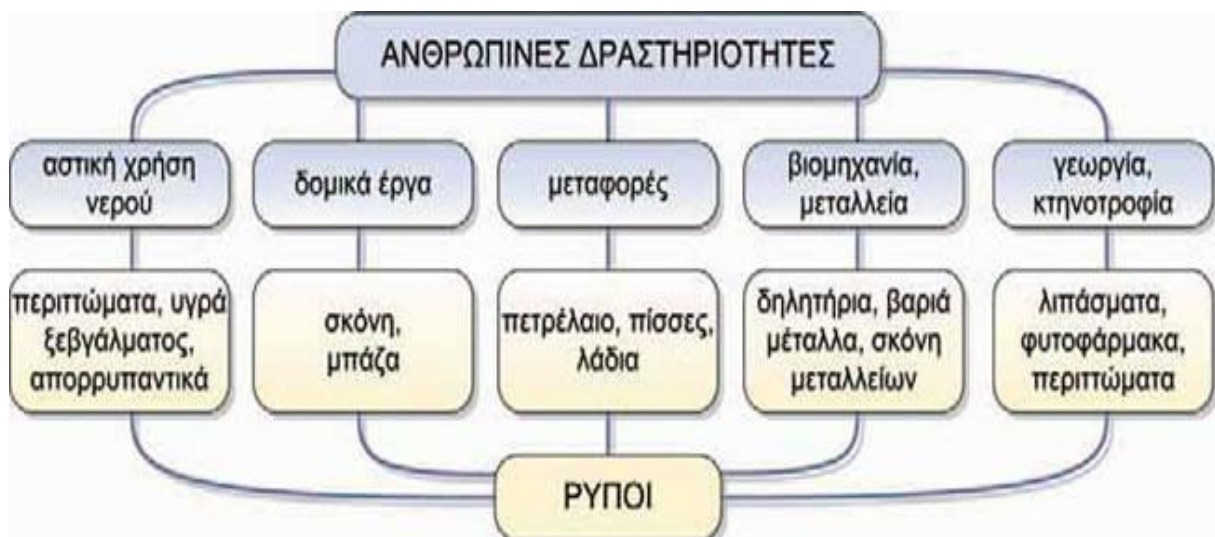 ΑΝΘΡΩΠΙΝΕΣ ΔΡΑΣΤΗΡΙΟΤΗΤΕΣ
αστική χρήση
νερού
δομικά έργα
μεταφορές
βιομηχανία,
μεταλλεία
γεωργία,
κτηνοτροφία
περιττώματα, υγρά
ξεβγάλματος,
απορρυπαντικά
σκόνη,
μπάζα
πετρέλαιο, πίσσες,
λάδια
δηλητήρια, βαριά
μέταλλα, σκόνη
μεταλλείων
λιπάσματα,
φυτοφάρμακα,
περιττώματα
ΡΥΠΟΙ